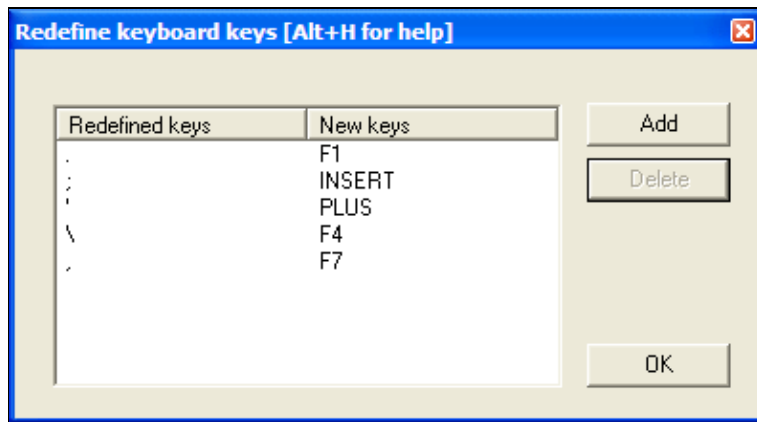 Redefine keyboard keys [Alt+H for help]
Redefined keys New keys Add
. F1
; INSERT Delete
' PLUS
\ F4
, F7
OK